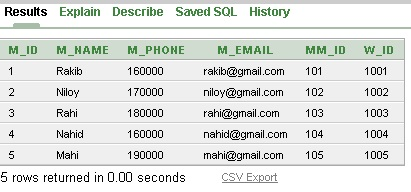 Results Explain Describe Saved SQL History
M_ID M_NAME M_PHONE M_EMAIL MM_ID W_ID
1 Rakib 160000 rakib@gmail.com 101 1001
2 Niloy 170000 niloy@gmail.com 102 1002
3 Rahi 180000 rahi@gmail.com 103 1003
4 Nahid 160000 nahid@gmail.com 104 1004
5 Mahi 190000 mahi@gmail.com 105 1005
5 rows returned in 0.00 seconds CSV Export